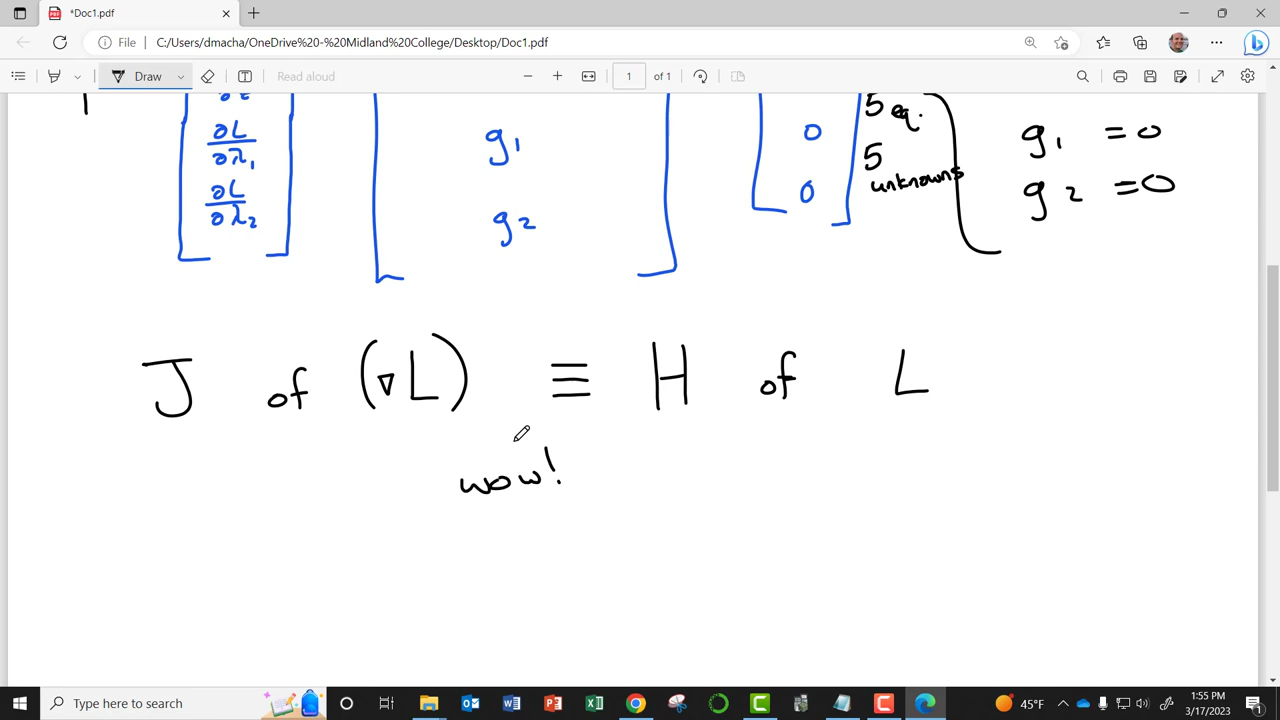 *Doc1.pdf
File C:/Users/dmacha/OneDrive%20-%20Midland%20College/Desktop/Doc1.pdf
Draw Read aloud 1 of 1
5 eq.
∂L/∂λ1 g1 0 g1 = 0
5 unknowns
∂L/∂λ2 g2 0 g2 = 0
J of (∇L) ≡ H of L
wow!
Type here to search
45°F
1:55 PM
3/17/2023